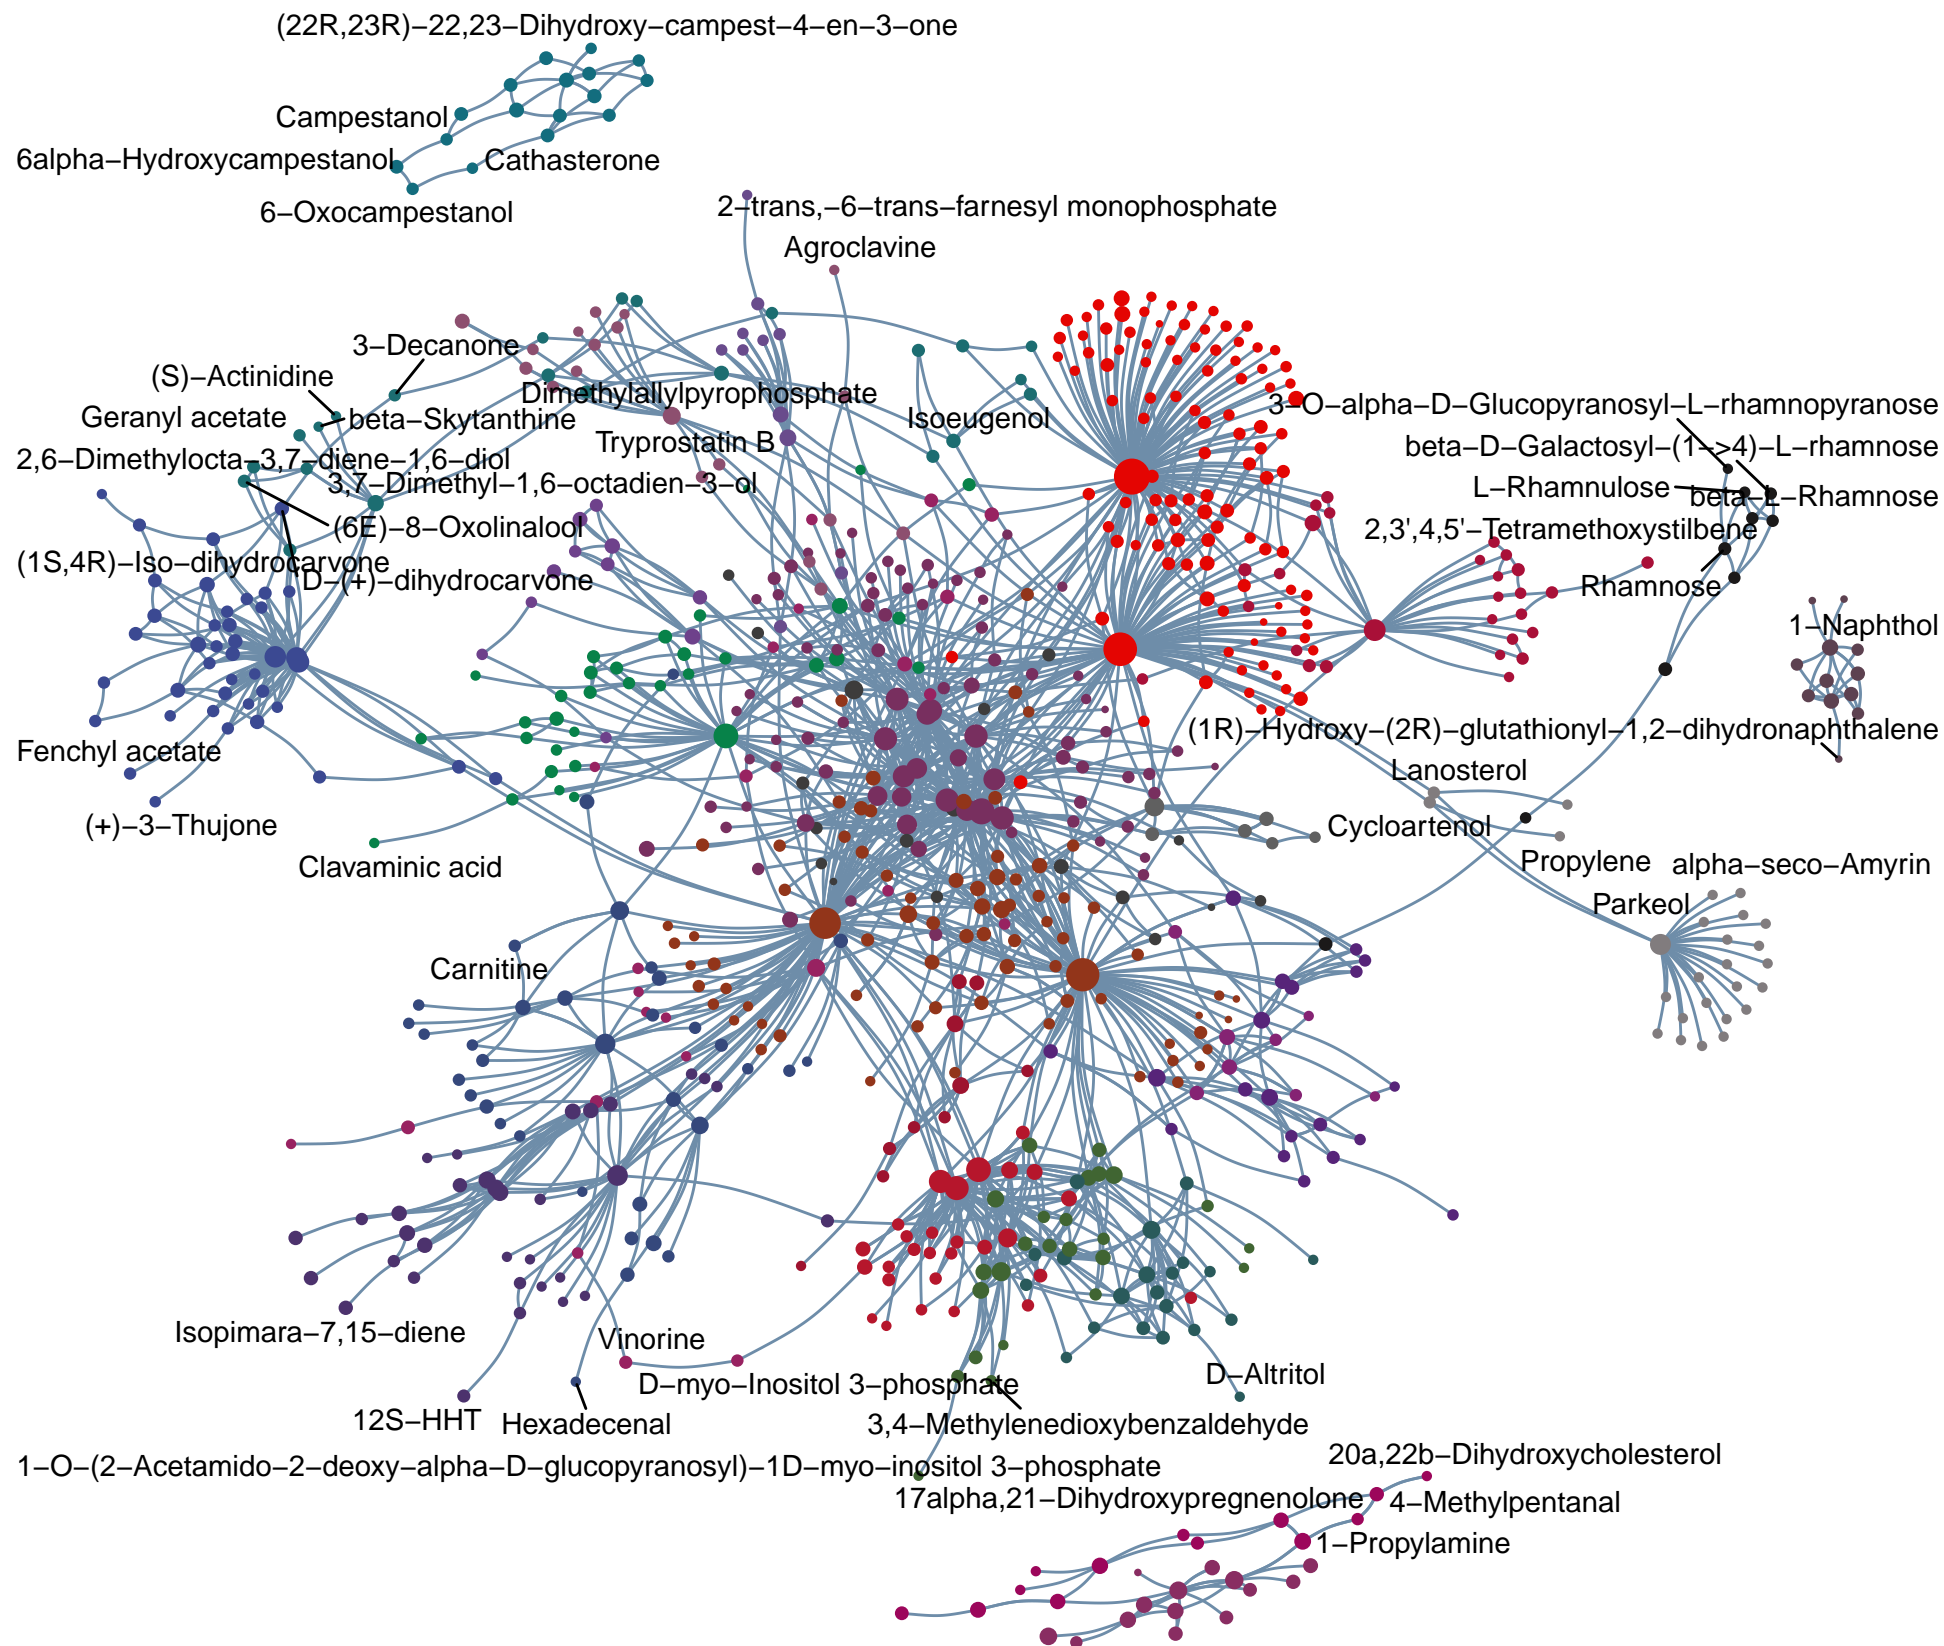 (22R,23R)−22,23−Dihydroxy−campest−4−en−3−one
Campestanol
6alpha−Hydroxycampestanol
Cathasterone
6−Oxocampestanol
2−trans,−6−trans−farnesyl monophosphate
Agroclavine
3−Decanone
(S)−Actinidine
Dimethylallylpyrophosphate
Geranyl acetate
beta−Skytanthine
Isoeugenol
3−O−alpha−D−Glucopyranosyl−L−rhamnopyranose
Tryprostatin B
beta−D−Galactosyl−(1−>4)−L−rhamnose
2,6−Dimethylocta−3,7−diene−1,6−diol
3,7−Dimethyl−1,6−octadien−3−ol
L−Rhamnulose
beta−L−Rhamnose
(6E)−8−Oxolinalool
2,3',4,5'−Tetramethoxystilbene
(1S,4R)−Iso−dihydrocarvone
D−(+)−dihydrocarvone
Rhamnose
1−Naphthol
(1R)−Hydroxy−(2R)−glutathionyl−1,2−dihydronaphthalene
Fenchyl acetate
Lanosterol
(+)−3−Thujone
Cycloartenol
Clavaminic acid
Propylene
alpha−seco−Amyrin
Parkeol
Carnitine
Isopimara−7,15−diene
Vinorine
D−myo−Inositol 3−phosphate
D−Altritol
12S−HHT
Hexadecenal
3,4−Methylenedioxybenzaldehyde
1−O−(2−Acetamido−2−deoxy−alpha−D−glucopyranosyl)−1D−myo−inositol 3−phosphate
20a,22b−Dihydroxycholesterol
17alpha,21−Dihydroxypregnenolone
4−Methylpentanal
1−Propylamine